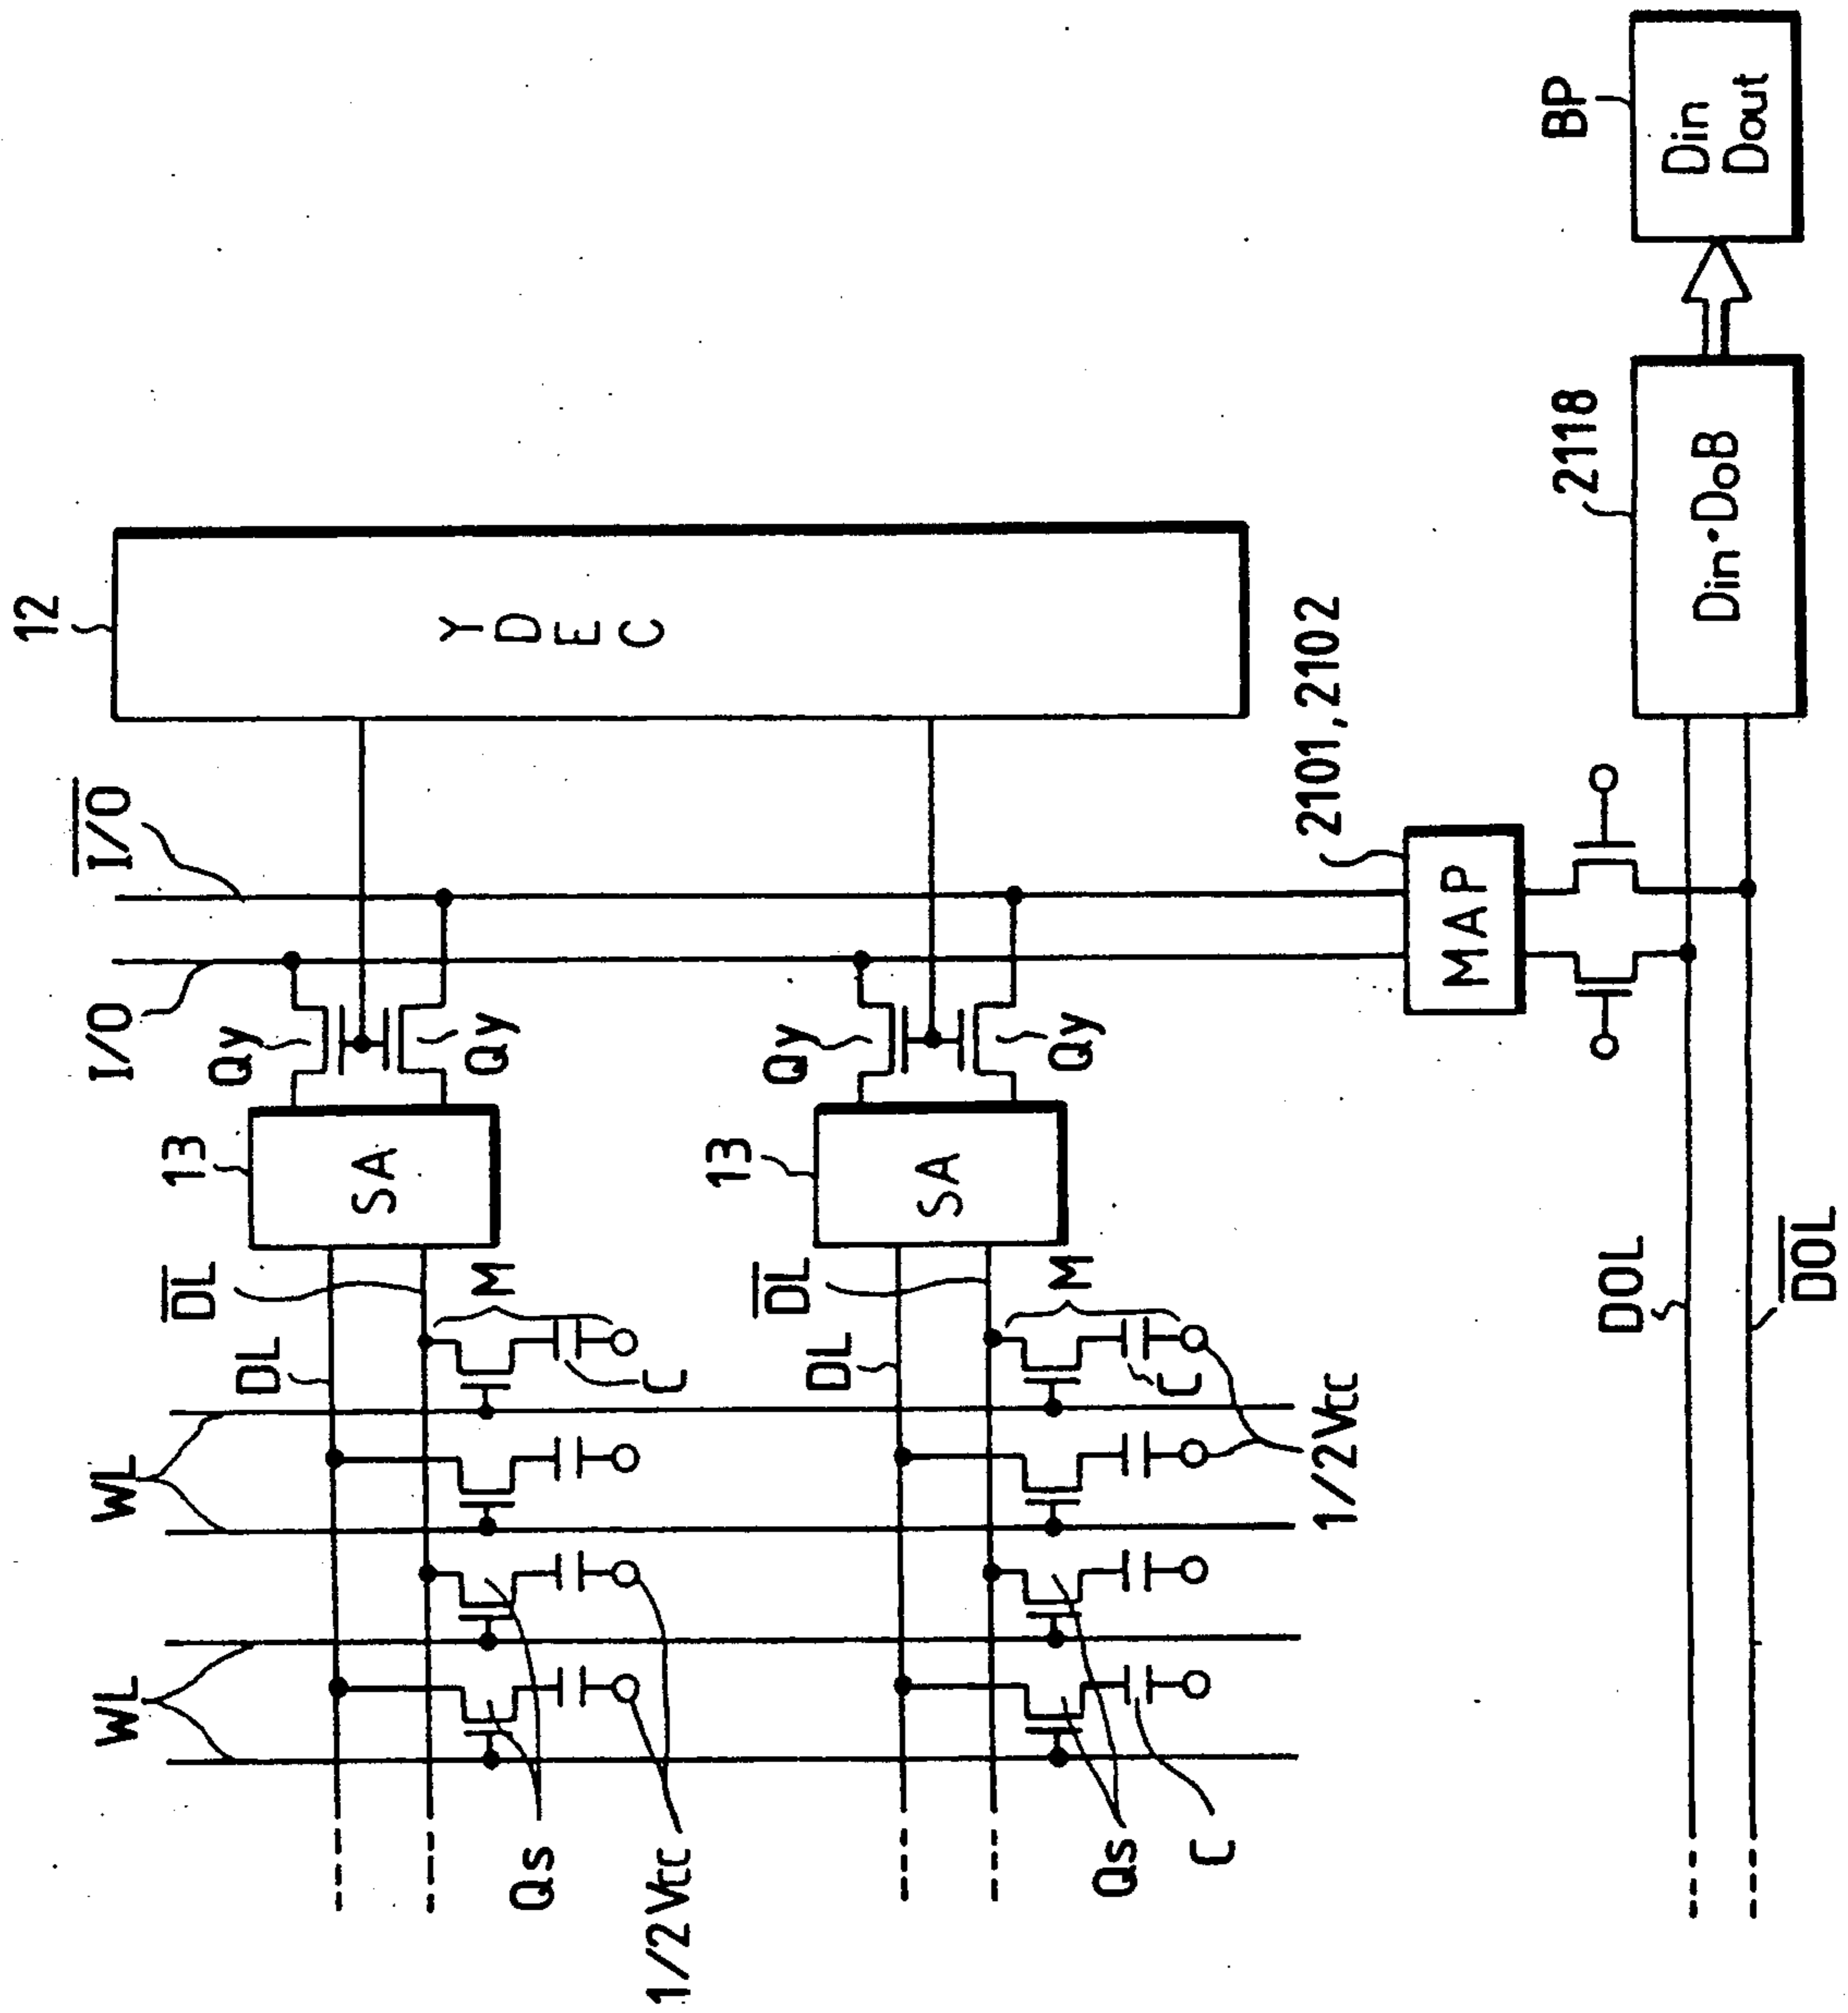 12
Y DEC
I/O
I/O
Qy
Qy
Qy
Qy
13
SA
13
SA
DL
DL
DL
DL
M
M
C
C
WL
WL
Qs
1/2Vcc
Qs
C
1/2Vcc
2101,2102
MAP
DOL
DOL
2118
Din·DoB
BP
Din
Dout